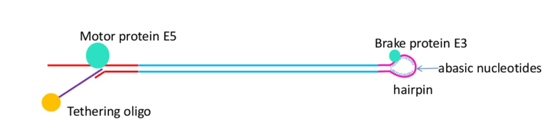 Motor protein E5
Brake protein E3
abasic nucleotides
hairpin
Tethering oligo